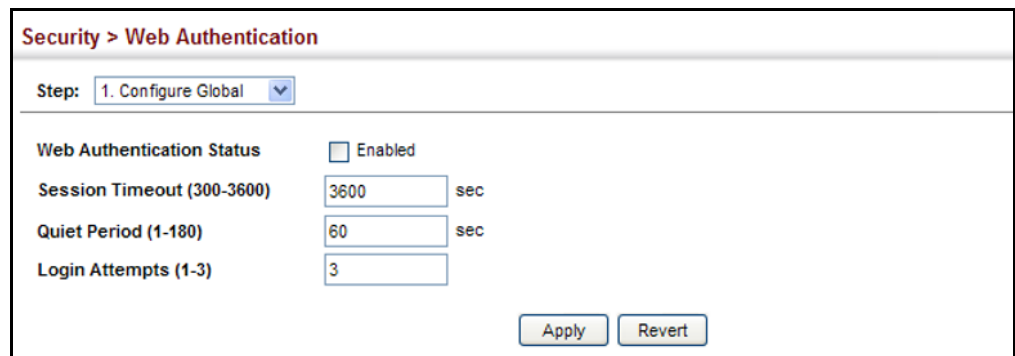 Security > Web Authentication
Step: 1. Configure Global
Web Authentication Status Enabled
Session Timeout (300-3600) 3600 sec
Quiet Period (1-180) 60 sec
Login Attempts (1-3) 3
Apply Revert